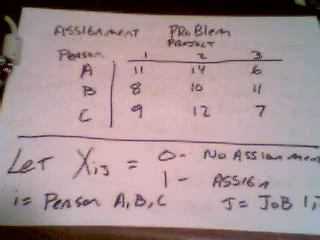 Assignment Problem
Project
Person 1 2 3
A 11 14 6
B 8 10 11
C 9 12 7
Let Xij = 0 - No Assignmen
1 - Assign
i = Person A, B, C J = Job 1,